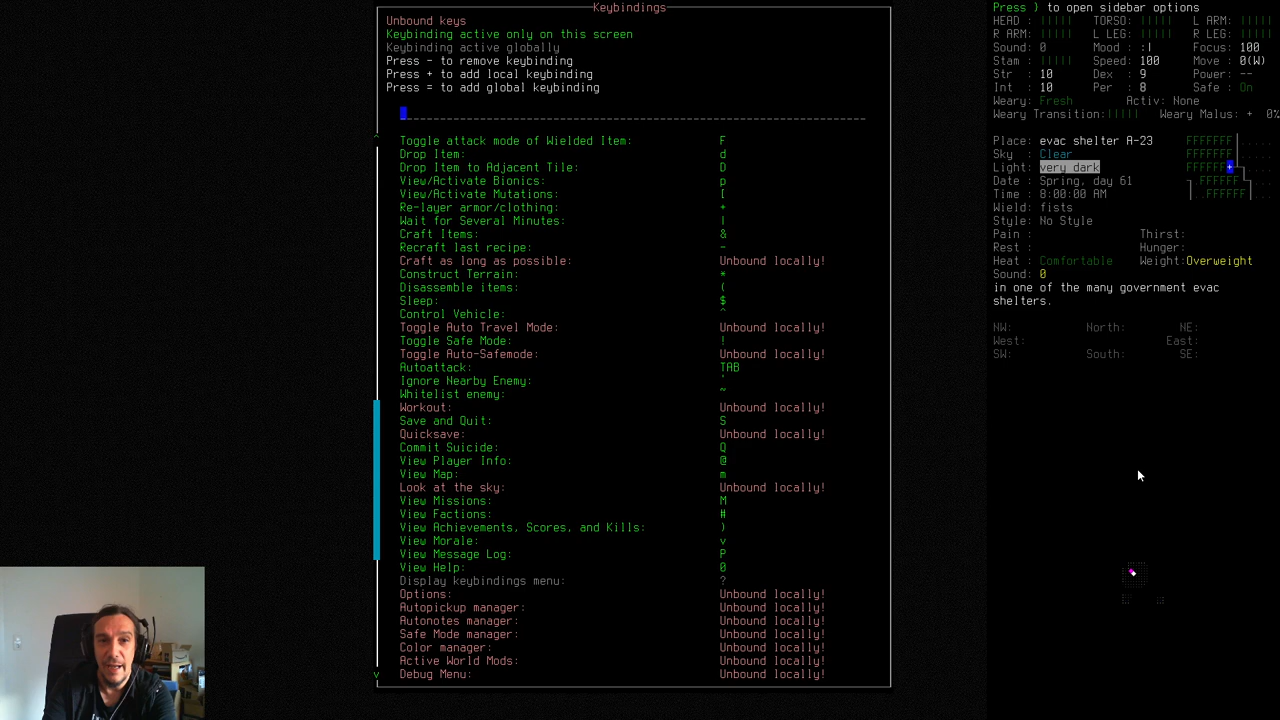 Keybindings
Unbound keys
Keybinding active only on this screen
Keybinding active globally
Press - to remove keybinding
Press + to add local keybinding
Press = to add global keybinding
Toggle attack mode of Wielded Item: F
Drop Item: d
Drop Item to Adjacent Tile: D
View/Activate Bionics: p
View/Activate Mutations: [
Re-layer armor/clothing: +
Wait for Several Minutes: |
Craft Items: &
Recraft last recipe: -
Craft as long as possible: Unbound locally!
Construct Terrain: *
Disassemble items: (
Sleep: $
Control Vehicle: ^
Toggle Auto Travel Mode: Unbound locally!
Toggle Safe Mode: !
Toggle Auto-Safemode: Unbound locally!
Autoattack: TAB
Ignore Nearby Enemy: '
Whitelist enemy: ~
Workout: Unbound locally!
Save and Quit: S
Quicksave: Unbound locally!
Commit Suicide: Q
View Player Info: @
View Map: m
Look at the sky: Unbound locally!
View Missions: M
View Factions: #
View Achievements, Scores, and Kills: )
View Morale: v
View Message Log: P
View Help: 0
Display keybindings menu: ?
Options: Unbound locally!
Autopickup manager: Unbound locally!
Autonotes manager: Unbound locally!
Safe Mode manager: Unbound locally!
Color manager: Unbound locally!
Active World Mods: Unbound locally!
Debug Menu: Unbound locally!
Press ) to open sidebar options
HEAD : ||||| TORSO: ||||| L ARM: |||||
R ARM: ||||| L LEG: ||||| R LEG: |||||
Sound: 0 Mood : :| Focus: 100
Stam : ||||| Speed: 100 Move : 0(W)
Str : 10 Dex : 9 Power: --
Int : 10 Per : 8 Safe : On
Weary: Fresh Activ: None
Weary Transition:||||| Weary Malus: + 0%
Place: evac shelter A-23 FFFFFFF
Sky : Clear FFFFFFF
Light: very dark FFFFFF+
Date : Spring, day 61 FFFFFF
Time : 8:00:00 AM FFFFFF
Wield: fists
Style: No Style
Pain : Thirst:
Rest : Hunger:
Heat : Comfortable Weight:Overweight
Sound: 0
in one of the many government evac
shelters.
NW: North: NE:
West: East:
SW: South: SE: